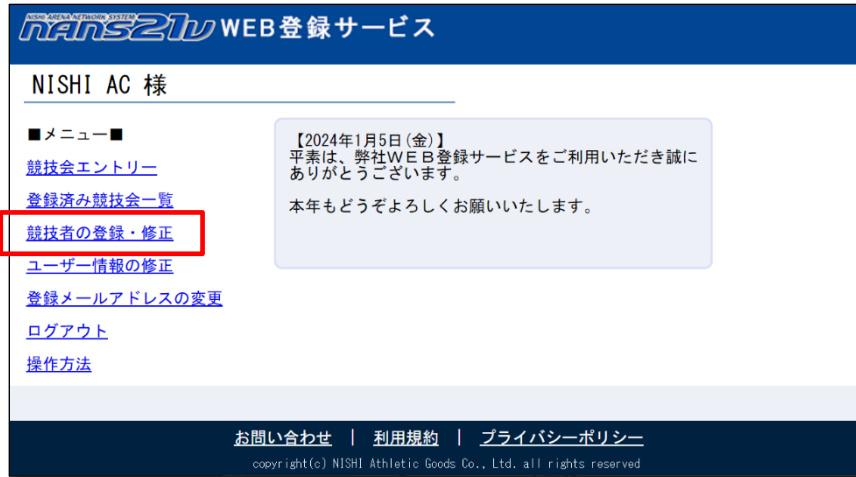 NISHI ARENA NETWORK SYSTEM
nans21v WEB登録サービス
NISHI AC 様
■メニュー■
競技会エントリー
登録済み競技会一覧
競技者の登録・修正
ユーザー情報の修正
登録メールアドレスの変更
ログアウト
操作方法
【2024年1月5日(金)】
平素は、弊社ＷＥＢ登録サービスをご利用いただき誠に
ありがとうございます。
本年もどうぞよろしくお願いいたします。
お問い合わせ | 利用規約 | プライバシーポリシー
copyright(c) NISHI Athletic Goods Co., Ltd. all rights reserved